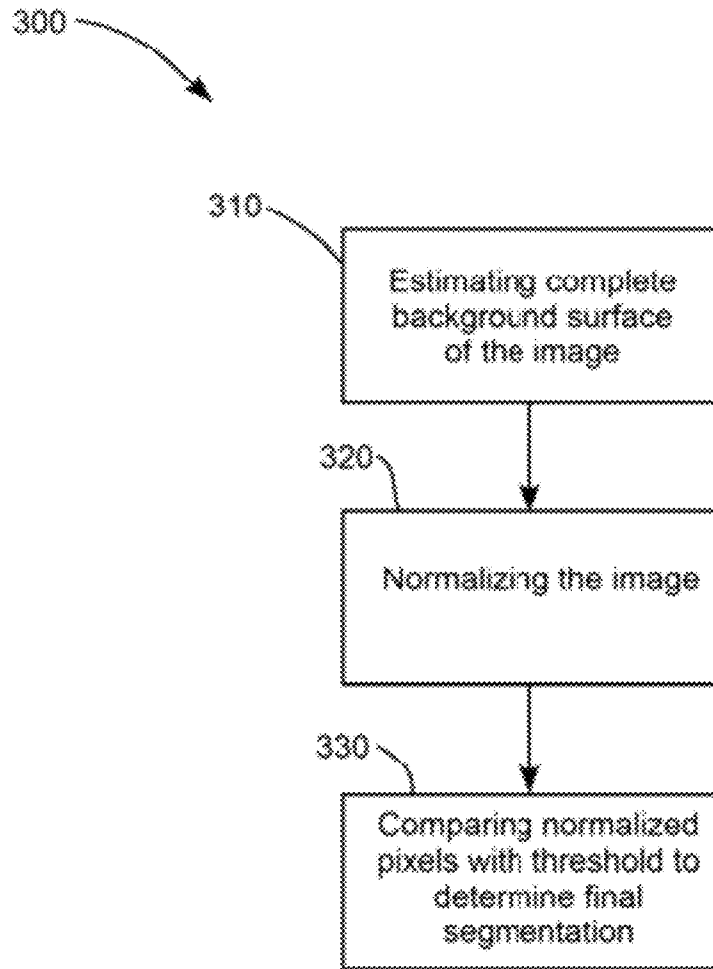 300
310
Estimating complete
background surface
of the image
320
Normalizing the image
330
Comparing normalized
pixels with threshold to
determine final
segmentation